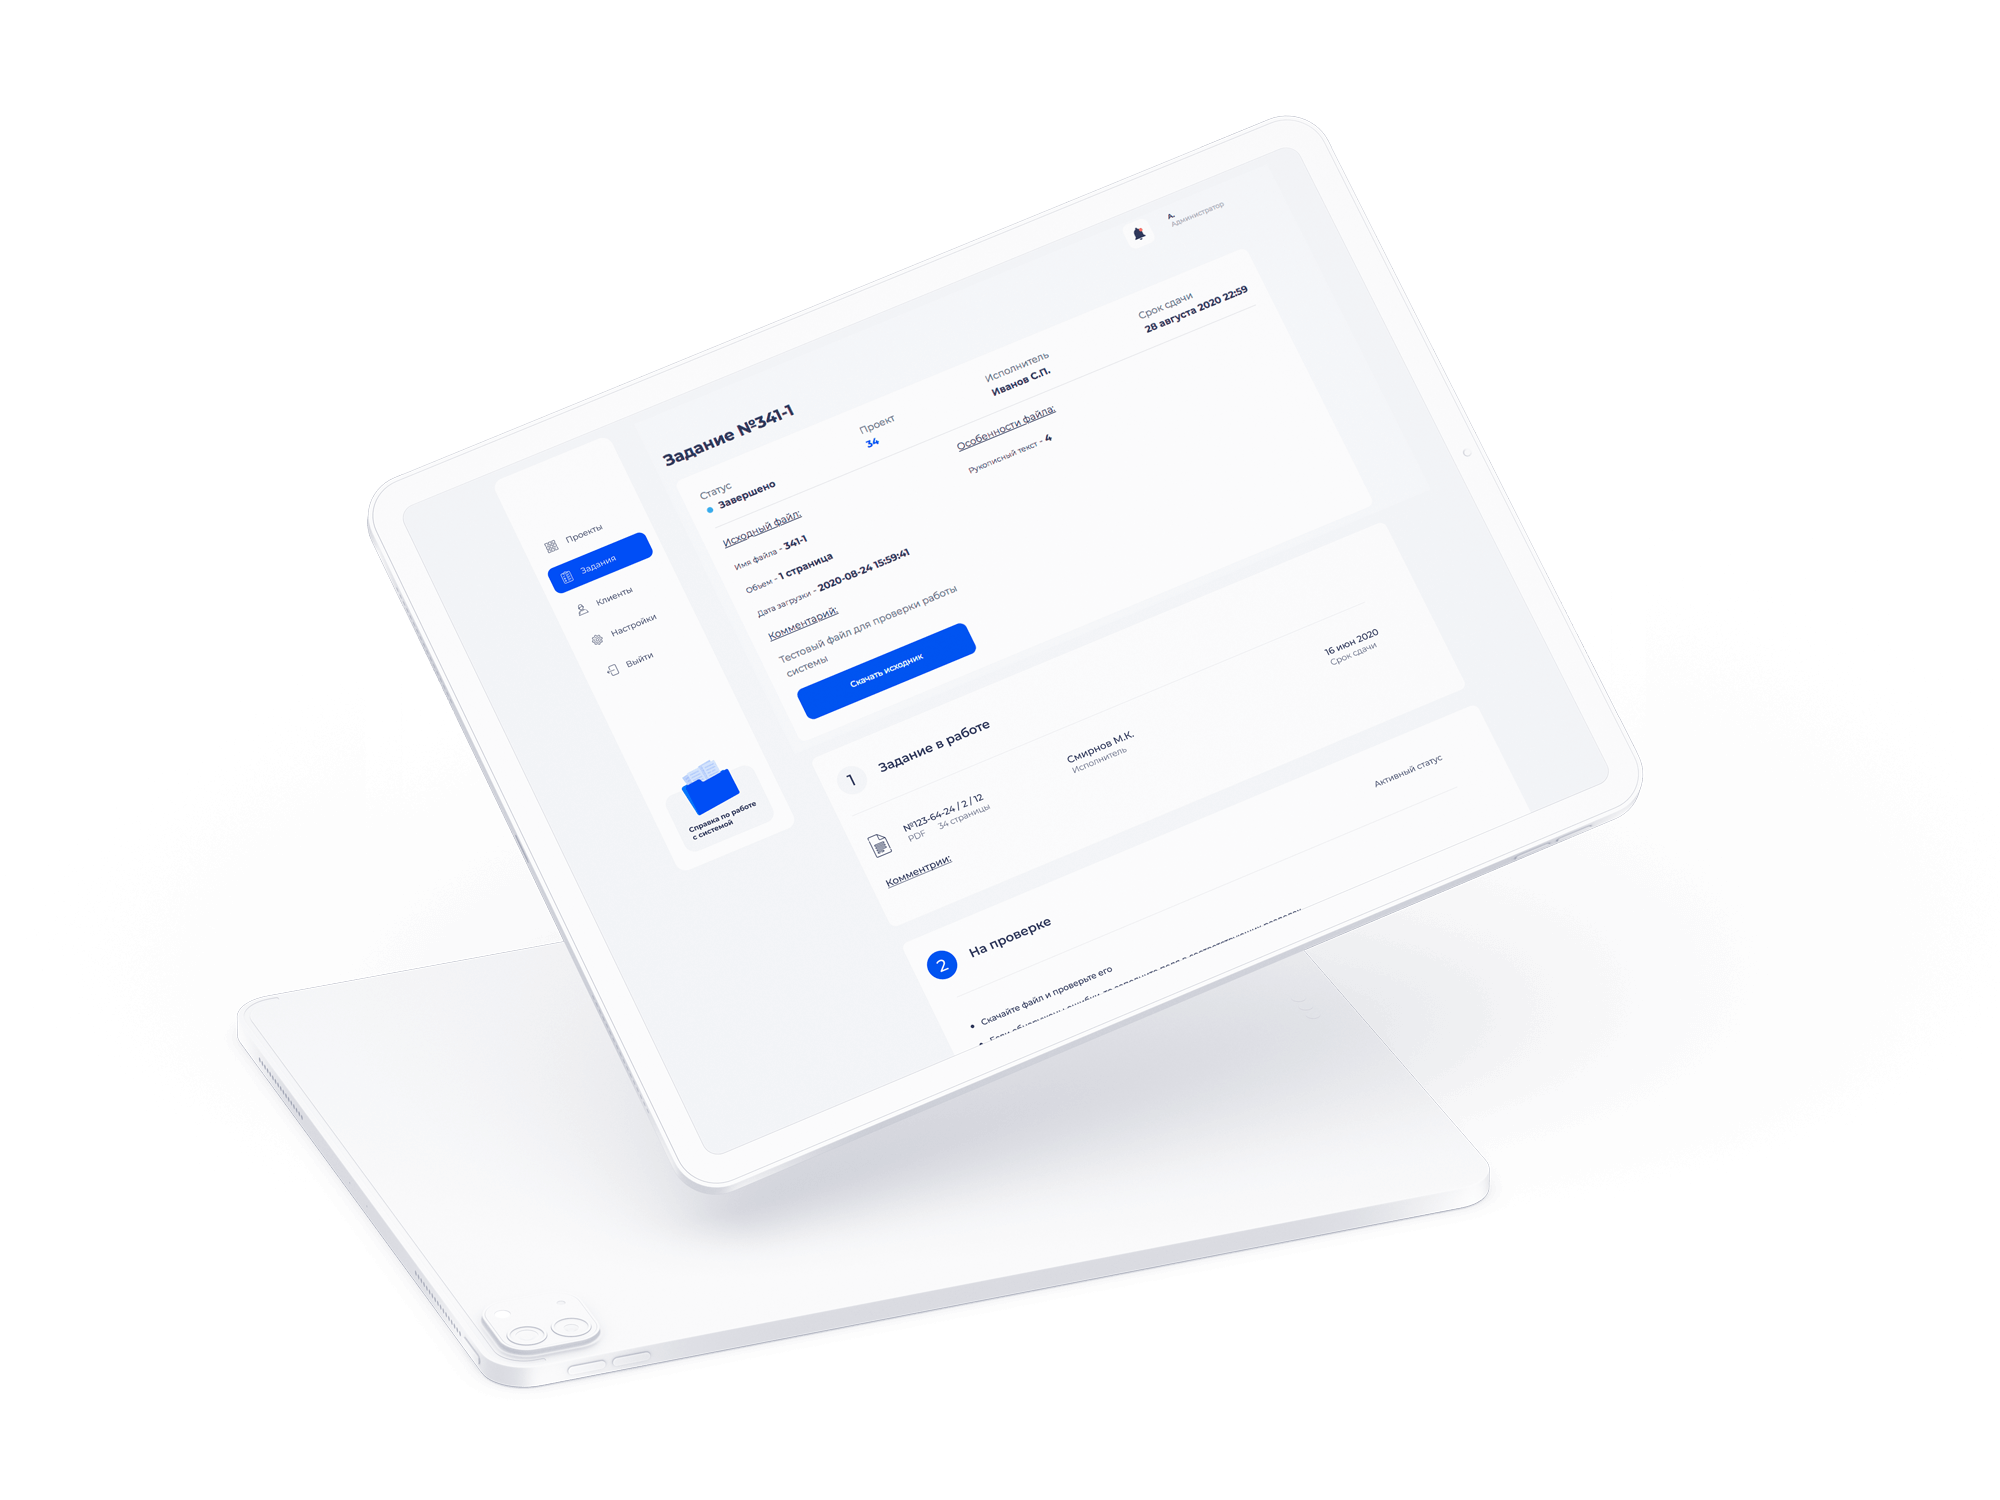 А.
Администратор
Проекты
Задания
Клиенты
Настройки
Выйти
Справка по работе
с системой
Задание №341-1
Статус
Завершено
Проект
34
Исполнитель
Иванов С.П.
Срок сдачи
28 августа 2020 22:59
Исходный файл:
Имя файла - 341-1
Объем - 1 страница
Дата загрузки - 2020-08-24 15:59:41
Особенности файла:
Рукописный текст - 4
Комментарий:
Тестовый файл для проверки работы
системы
Скачать исходник
1
Задание в работе
№123-64-24 / 2 / 12
PDF 34 страницы
Смирнов М.К.
Исполнитель
16 июн 2020
Срок сдачи
Комментрии:
2
На проверке
Активный статус
• Скачайте файл и проверьте его